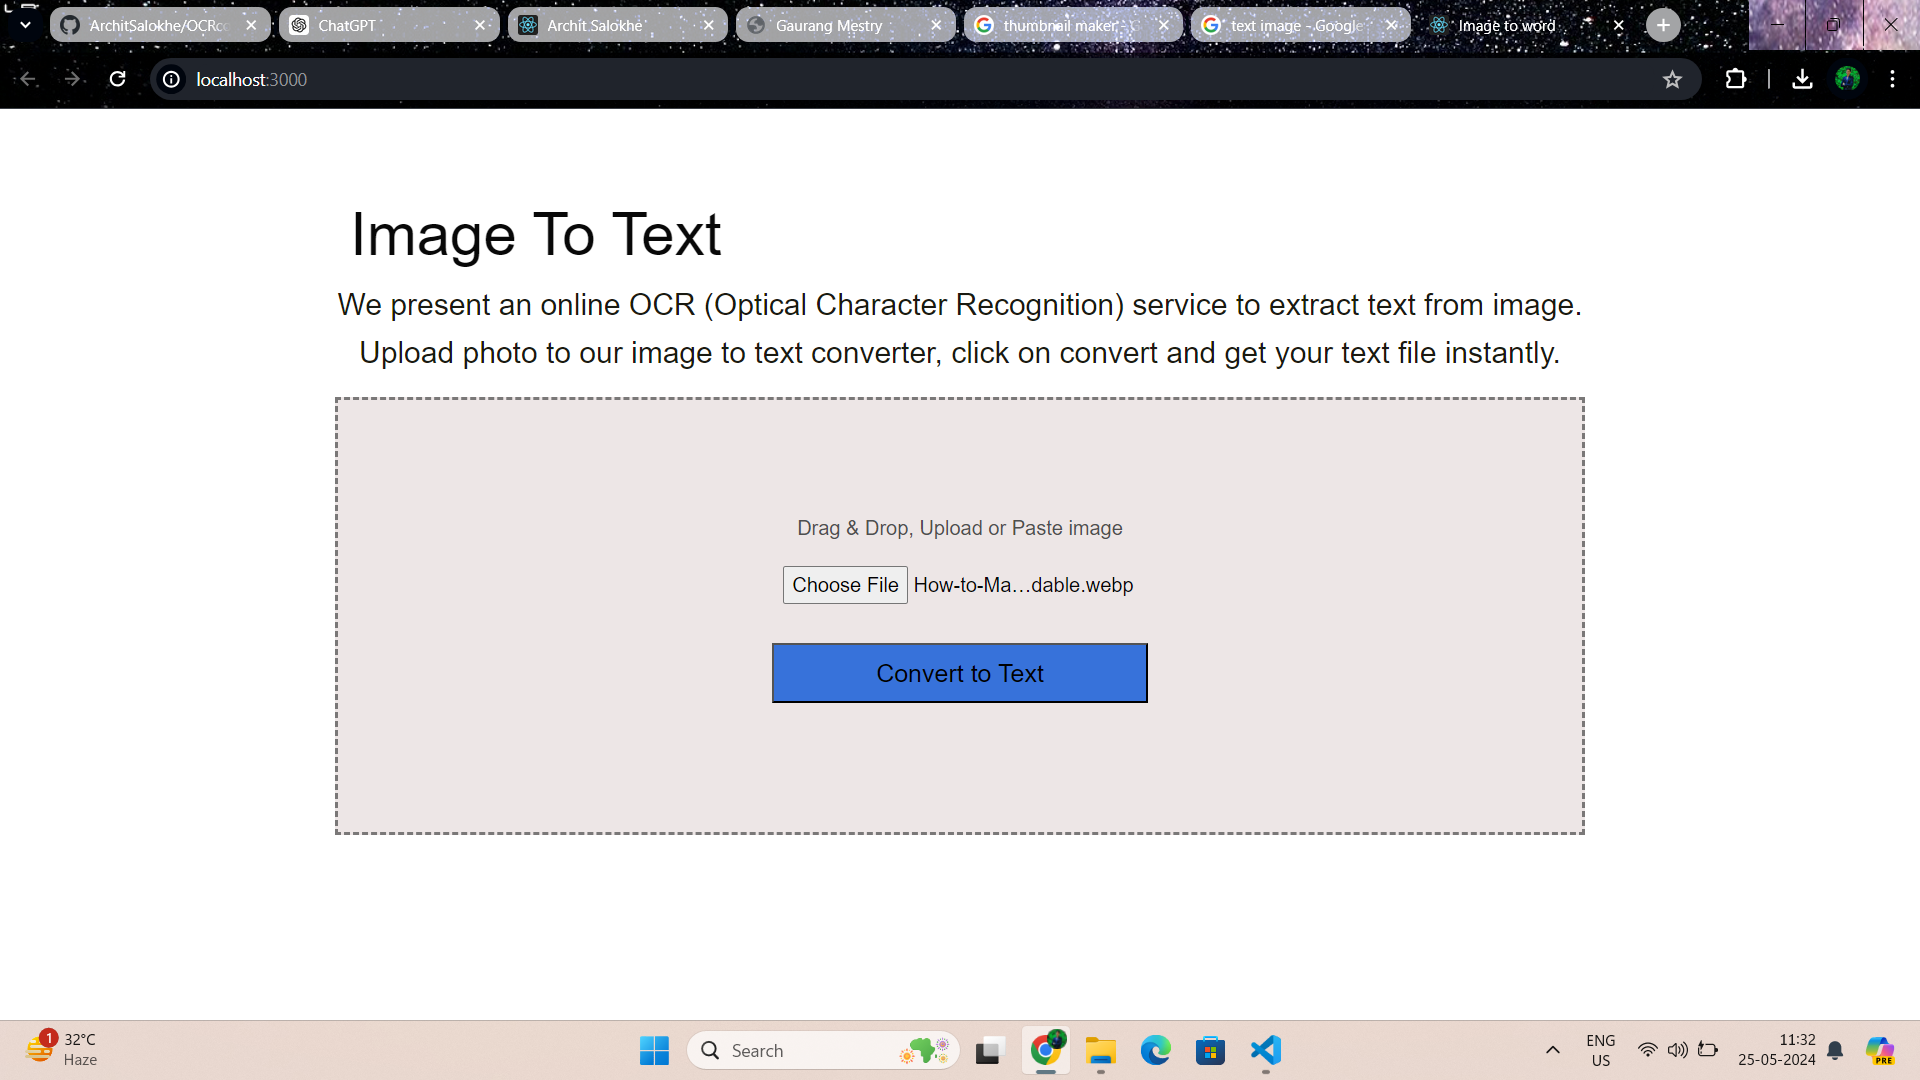 ArchitSalokhe/OCRc
ChatGPT
Archit Salokhe
Gaurang Mestry
thumbnail maker - G
text image - Google
Image to word
localhost:3000
Image To Text
We present an online OCR (Optical Character Recognition) service to extract text from image.
Upload photo to our image to text converter, click on convert and get your text file instantly.
Drag & Drop, Upload or Paste image
Choose File How-to-Ma…dable.webp
Convert to Text
1
32°C
Haze
Search
ENG
US
11:32
25-05-2024
PRE